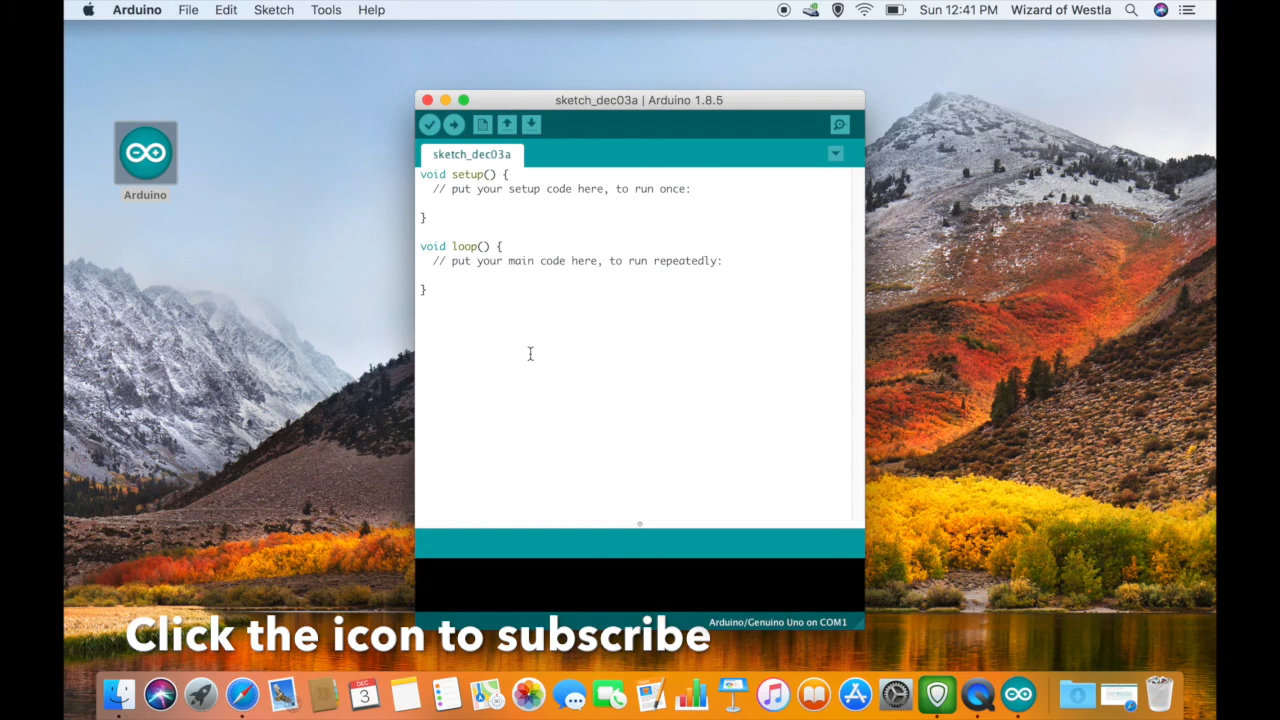 Arduino File Edit Sketch Tools Help Sun 12:41 PM Wizard of Westla
sketch_dec03a | Arduino 1.8.5
sketch_dec03a
void setup() {
// put your setup code here, to run once:
}
void loop() {
// put your main code here, to run repeatedly:
}
Arduino
Arduino/Genuino Uno on COM1
Click the icon to subscribe
DEC
3